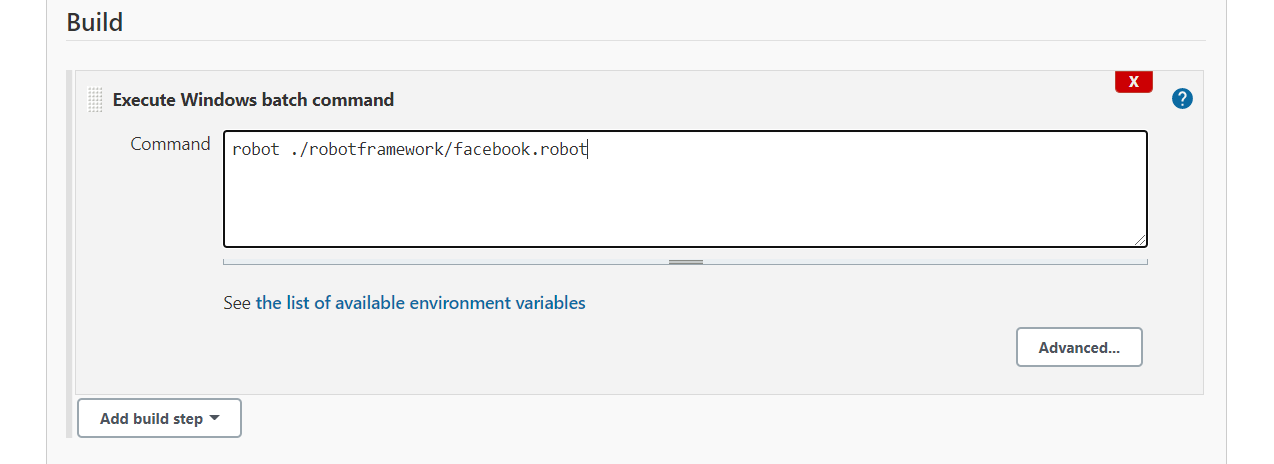 Build
X
Execute Windows batch command
?
Command
robot ./robotframework/facebook.robot
See the list of available environment variables
Advanced...
Add build step